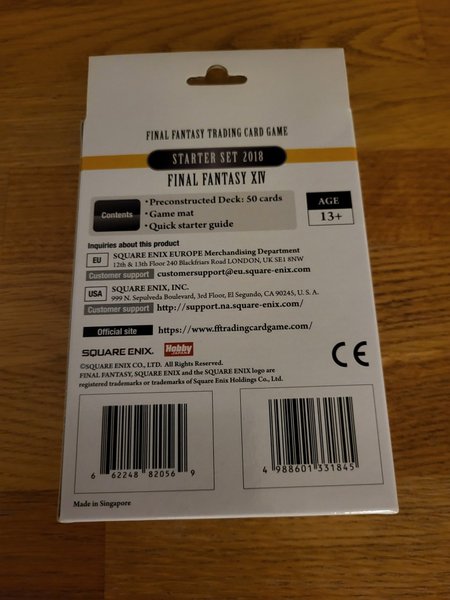 FINAL FANTASY TRADING CARD GAME
STARTER SET 2018
FINAL FANTASY XIV
Contents
・Preconstructed Deck: 50 cards
・Game mat
・Quick starter guide
AGE
13+
Inquiries about this product
EU
SQUARE ENIX EUROPE Merchandising Department
12th & 13th Floor 240 Blackfriars Road LONDON, UK SE1 8NW
Customer support customersupport@eu.square-enix.com
USA
SQUARE ENIX, INC.
999 N. Sepulveda Boulevard, 3rd Floor, El Segundo, CA 90245, U. S. A.
Customer support http://support.na.square-enix.com/
Official site https://www.fftradingcardgame.com/
SQUARE ENIX.
Hobby
JAPAN
CE
©SQUARE ENIX CO., LTD. All Rights Reserved.
FINAL FANTASY, SQUARE ENIX and the SQUARE ENIX logo are
registered trademarks or trademarks of Square Enix Holdings Co., Ltd.
6 62248 82056 9
4 988601 331845
Made in Singapore